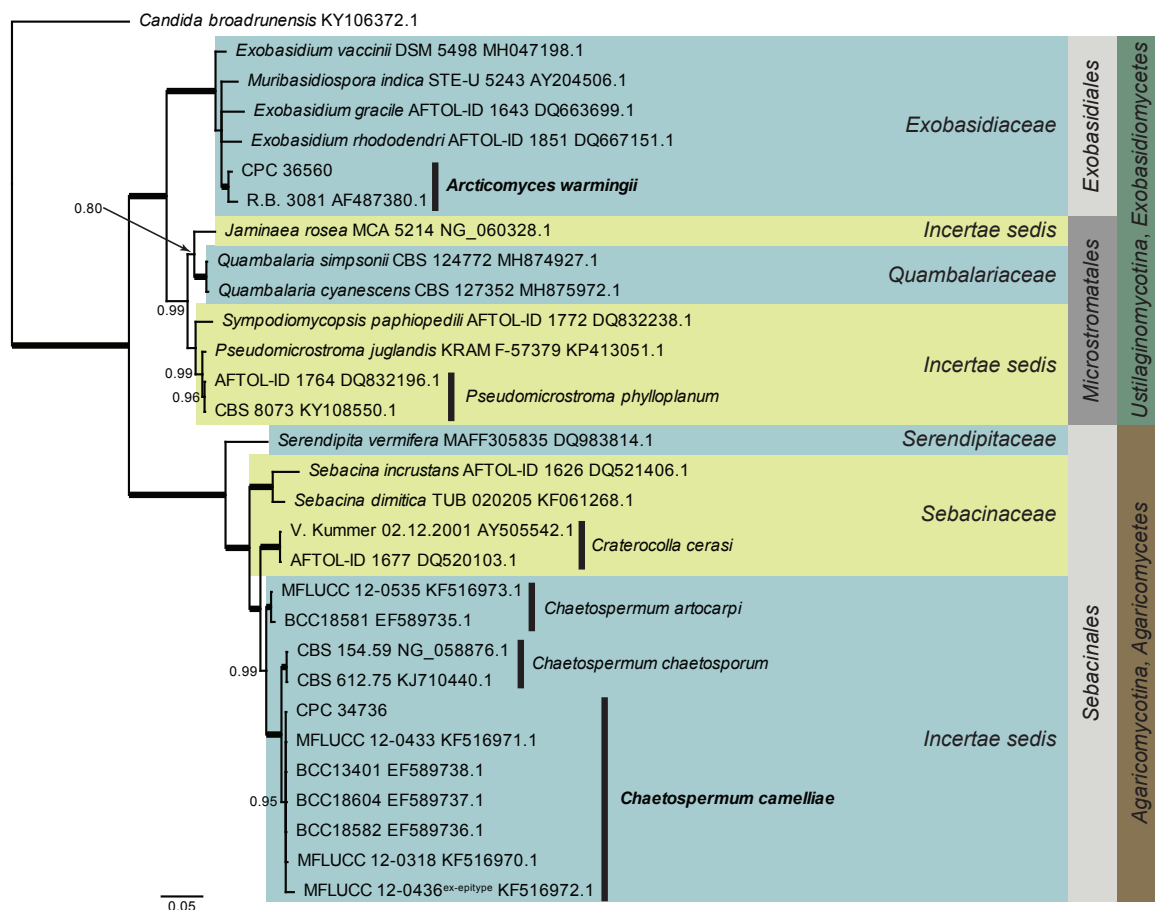 Candida broadrunensis KY106372.1
Exobasidium vaccinii DSM 5498 MH047198.1
Muribasidiospora indica STE-U 5243 AY204506.1
Exobasidium gracile AFTOL-ID 1643 DQ663699.1
Exobasidium rhododendri AFTOL-ID 1851 DQ667151.1
CPC 36560
R.B. 3081 AF487380.1
Arcticomyces warmingii
Exobasidiaceae
Exobasidiales
Ustilaginomycotina, Exobasidiomycetes
0.80
Jaminaea rosea MCA 5214 NG_060328.1
Incertae sedis
Quambalaria simpsonii CBS 124772 MH874927.1
Quambalaria cyanescens CBS 127352 MH875972.1
Quambalariaceae
0.99
Sympodiomycopsis paphiopedili AFTOL-ID 1772 DQ832238.1
Pseudomicrostroma juglandis KRAM F-57379 KP413051.1
0.99
AFTOL-ID 1764 DQ832196.1
0.96
CBS 8073 KY108550.1
Pseudomicrostroma phylloplanum
Incertae sedis
Microstromatales
Serendipita vermifera MAFF305835 DQ983814.1
Serendipitaceae
Sebacina incrustans AFTOL-ID 1626 DQ521406.1
Sebacina dimitica TUB 020205 KF061268.1
V. Kummer 02.12.2001 AY505542.1
AFTOL-ID 1677 DQ520103.1
Craterocolla cerasi
Sebacinaceae
MFLUCC 12-0535 KF516973.1
BCC18581 EF589735.1
Chaetospermum artocarpi
0.99
CBS 154.59 NG_058876.1
CBS 612.75 KJ710440.1
Chaetospermum chaetosporum
CPC 34736
MFLUCC 12-0433 KF516971.1
BCC13401 EF589738.1
0.95
BCC18604 EF589737.1
BCC18582 EF589736.1
MFLUCC 12-0318 KF516970.1
MFLUCC 12-0436ex-epitype KF516972.1
Chaetospermum camelliae
Incertae sedis
Sebacinales
Agaricomycotina, Agaricomycetes
0.05